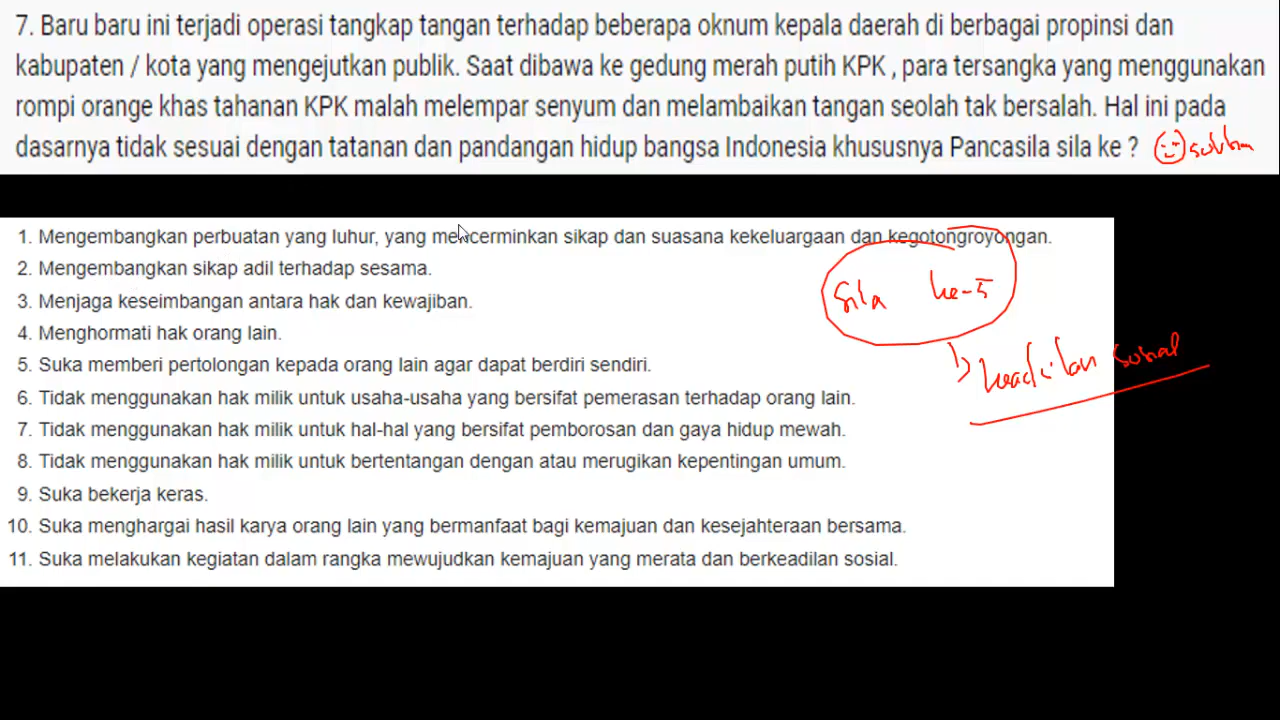 7. Baru baru ini terjadi operasi tangkap tangan terhadap beberapa oknum kepala daerah di berbagai propinsi dan
kabupaten / kota yang mengejutkan publik. Saat dibawa ke gedung merah putih KPK , para tersangka yang menggunakan
rompi orange khas tahanan KPK malah melempar senyum dan melambaikan tangan seolah tak bersalah. Hal ini pada
dasarnya tidak sesuai dengan tatanan dan pandangan hidup bangsa Indonesia khususnya Pancasila sila ke ?
1. Mengembangkan perbuatan yang luhur, yang mencerminkan sikap dan suasana kekeluargaan dan kegotongroyongan.
2. Mengembangkan sikap adil terhadap sesama.
3. Menjaga keseimbangan antara hak dan kewajiban.
sila ke-5
4. Menghormati hak orang lain.
5. Suka memberi pertolongan kepada orang lain agar dapat berdiri sendiri.
keadilan sosial
6. Tidak menggunakan hak milik untuk usaha-usaha yang bersifat pemerasan terhadap orang lain.
7. Tidak menggunakan hak milik untuk hal-hal yang bersifat pemborosan dan gaya hidup mewah.
8. Tidak menggunakan hak milik untuk bertentangan dengan atau merugikan kepentingan umum.
9. Suka bekerja keras.
10. Suka menghargai hasil karya orang lain yang bermanfaat bagi kemajuan dan kesejahteraan bersama.
11. Suka melakukan kegiatan dalam rangka mewujudkan kemajuan yang merata dan berkeadilan sosial.